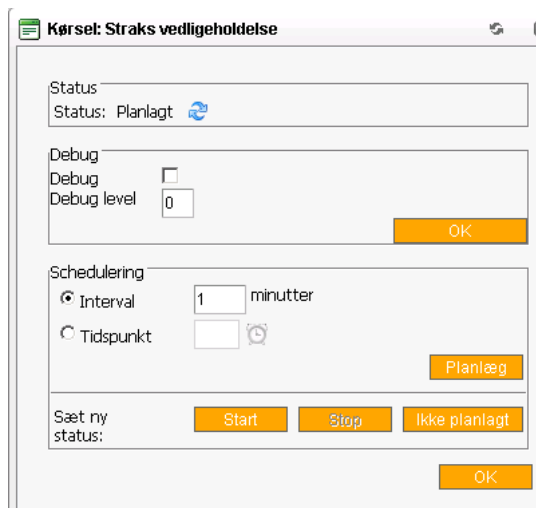 Kørsel: Straks vedligeholdelse
Status
Status: Planlagt
Debug
Debug
Debug level 0
OK
Schedulering
Interval 1 minutter
Tidspunkt
Planlæg
Sæt ny status: Start Stop Ikke planlagt
OK